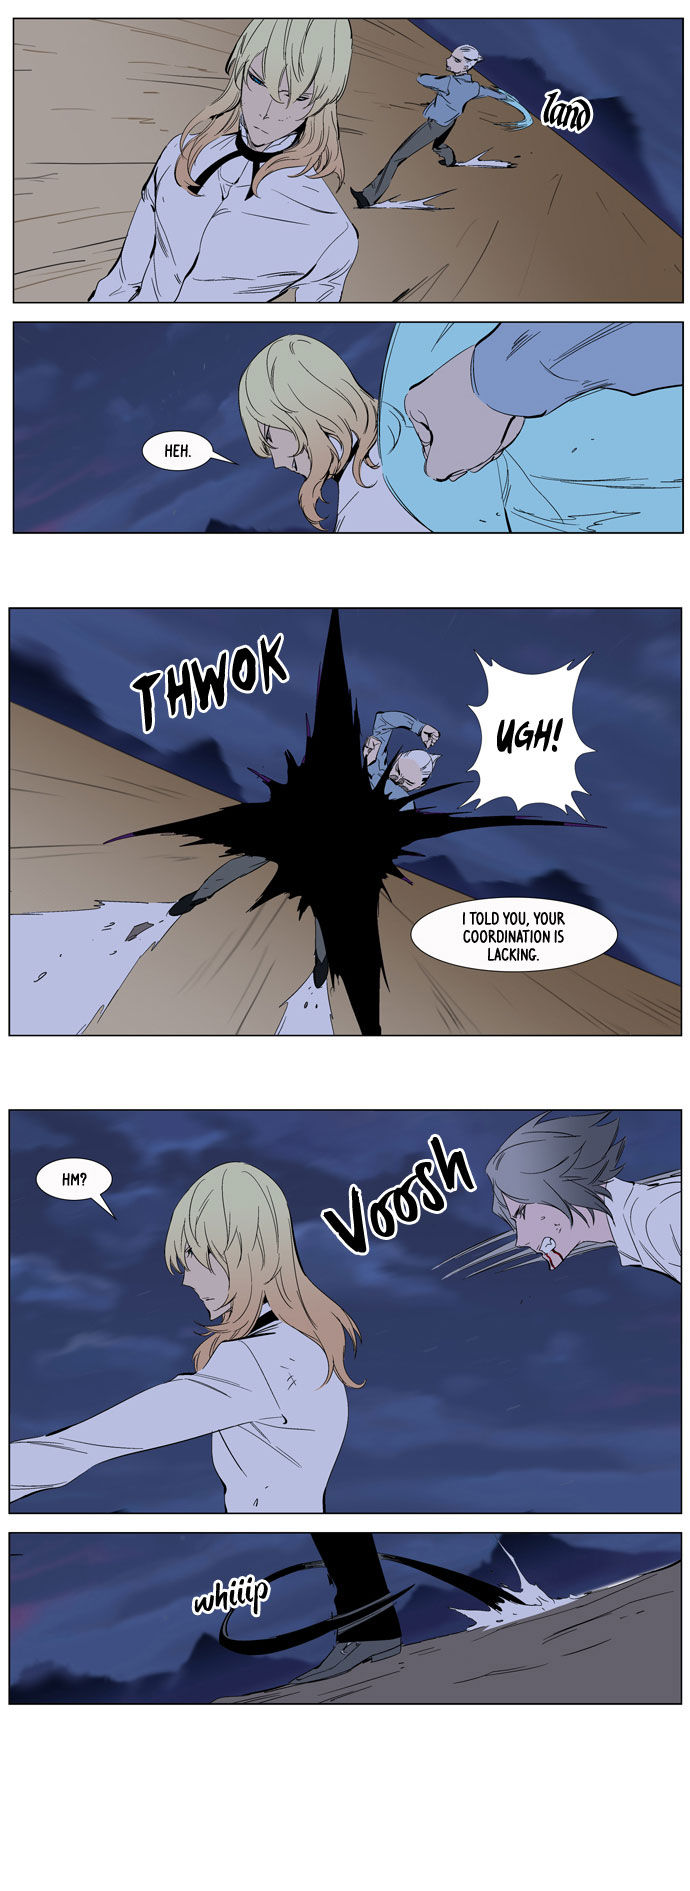 land
HEH.
THWOK
UGH!
I TOLD YOU, YOUR
COORDINATION IS
LACKING.
HM?
VOOSH
whiiip